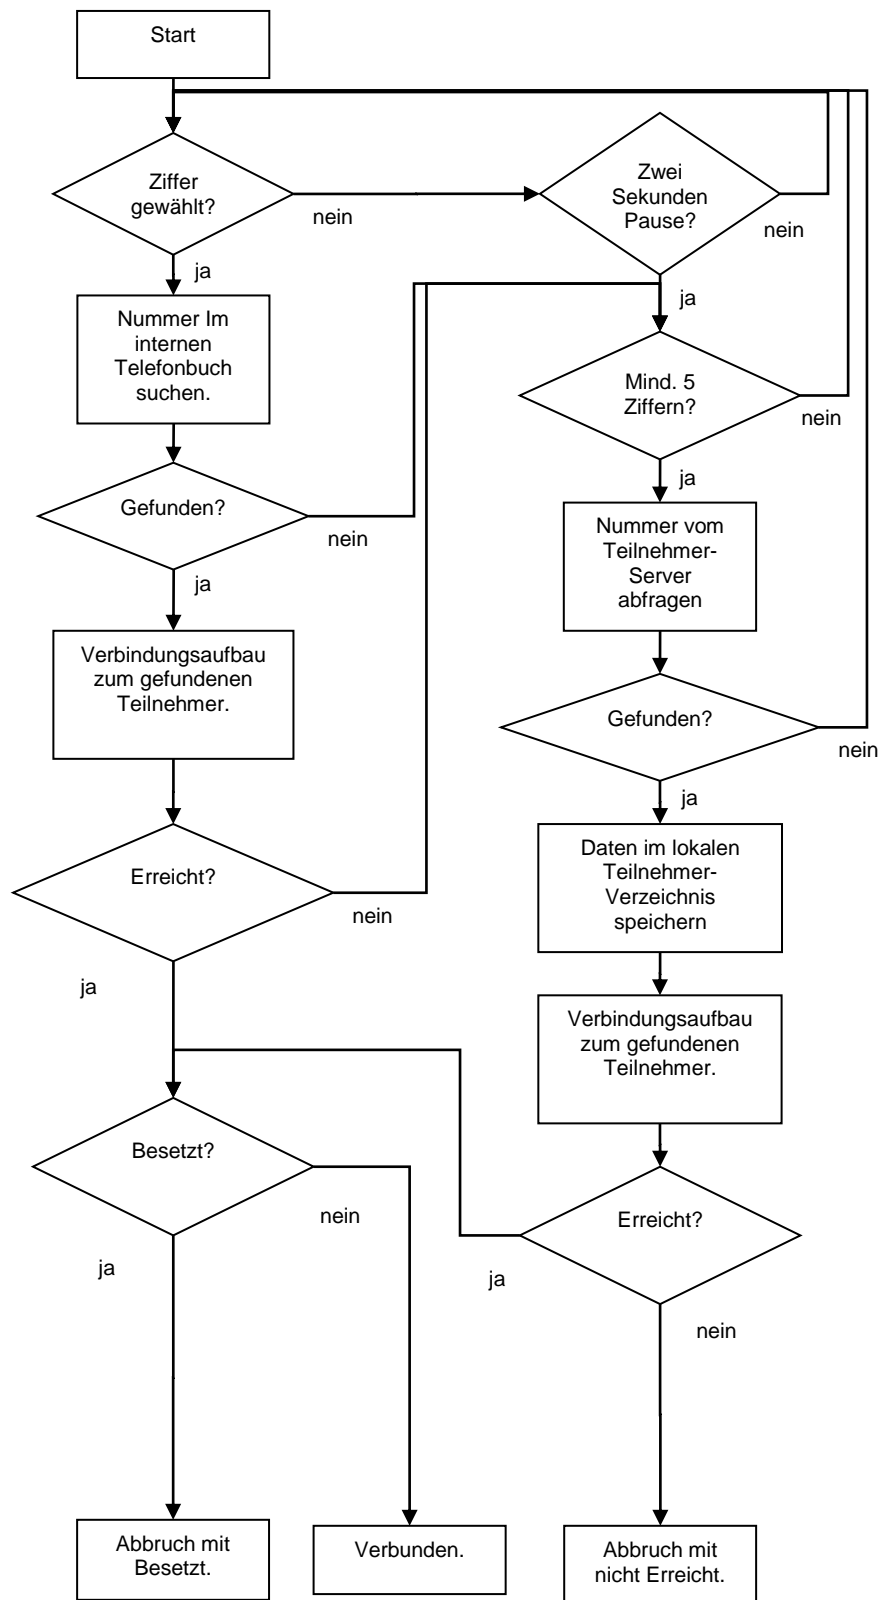 Start
Ziffer
gewählt?
nein
ja
Zwei
Sekunden
Pause?
nein
ja
Nummer Im
internen
Telefonbuch
suchen.
Mind. 5
Ziffern?
nein
ja
Gefunden?
nein
ja
Nummer vom
Teilnehmer-
Server
abfragen
Verbindungsaufbau
zum gefundenen
Teilnehmer.
Gefunden?
nein
ja
Erreicht?
nein
ja
Daten im lokalen
Teilnehmer-
Verzeichnis
speichern
Verbindungsaufbau
zum gefundenen
Teilnehmer.
Besetzt?
nein
ja
Erreicht?
ja
nein
Abbruch mit
Besetzt.
Verbunden.
Abbruch mit
nicht Erreicht.